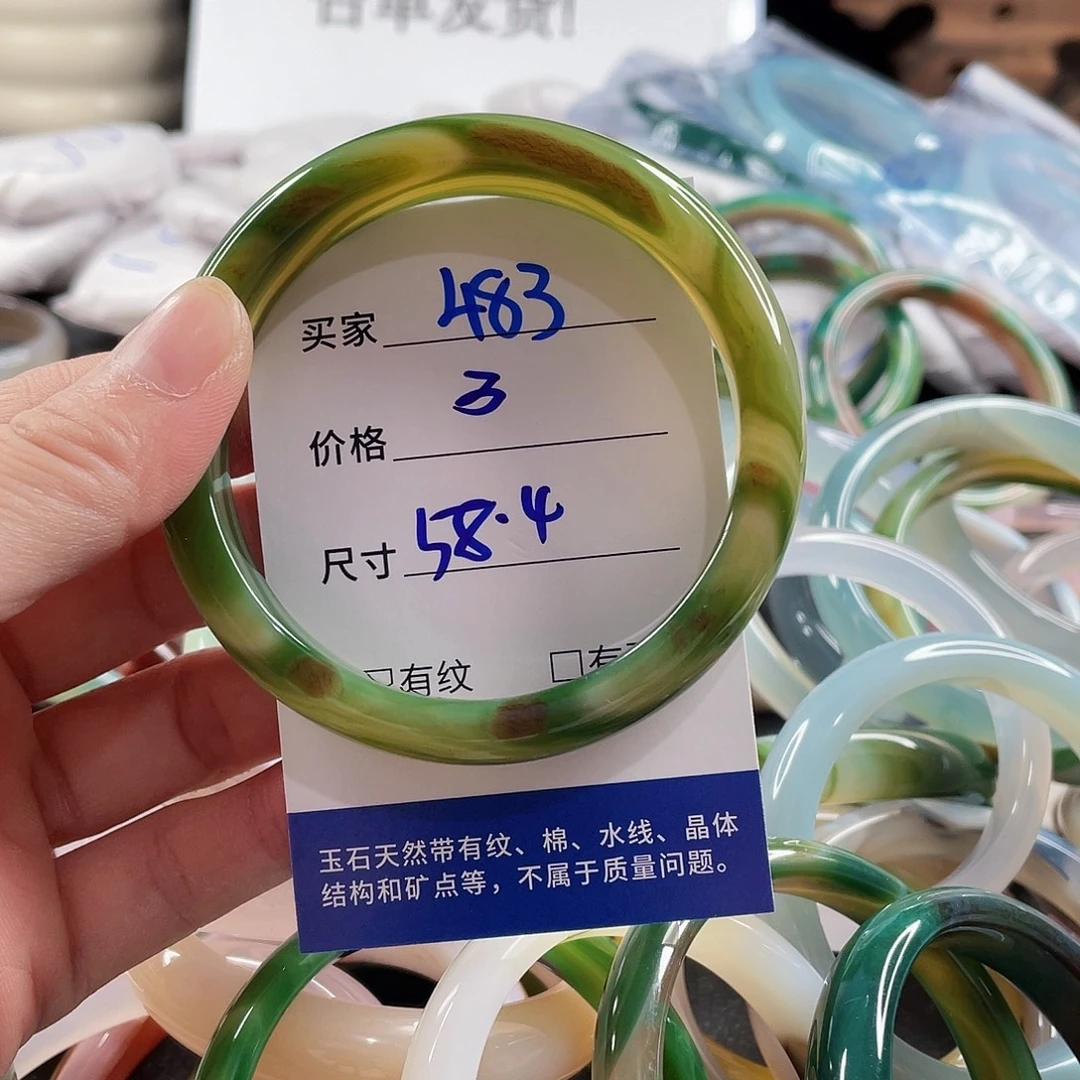 买家 483
3
价格
尺寸 58.4
□有纹 □有
玉石天然带有纹、棉、水线、晶体
结构和矿点等，不属于质量问题。